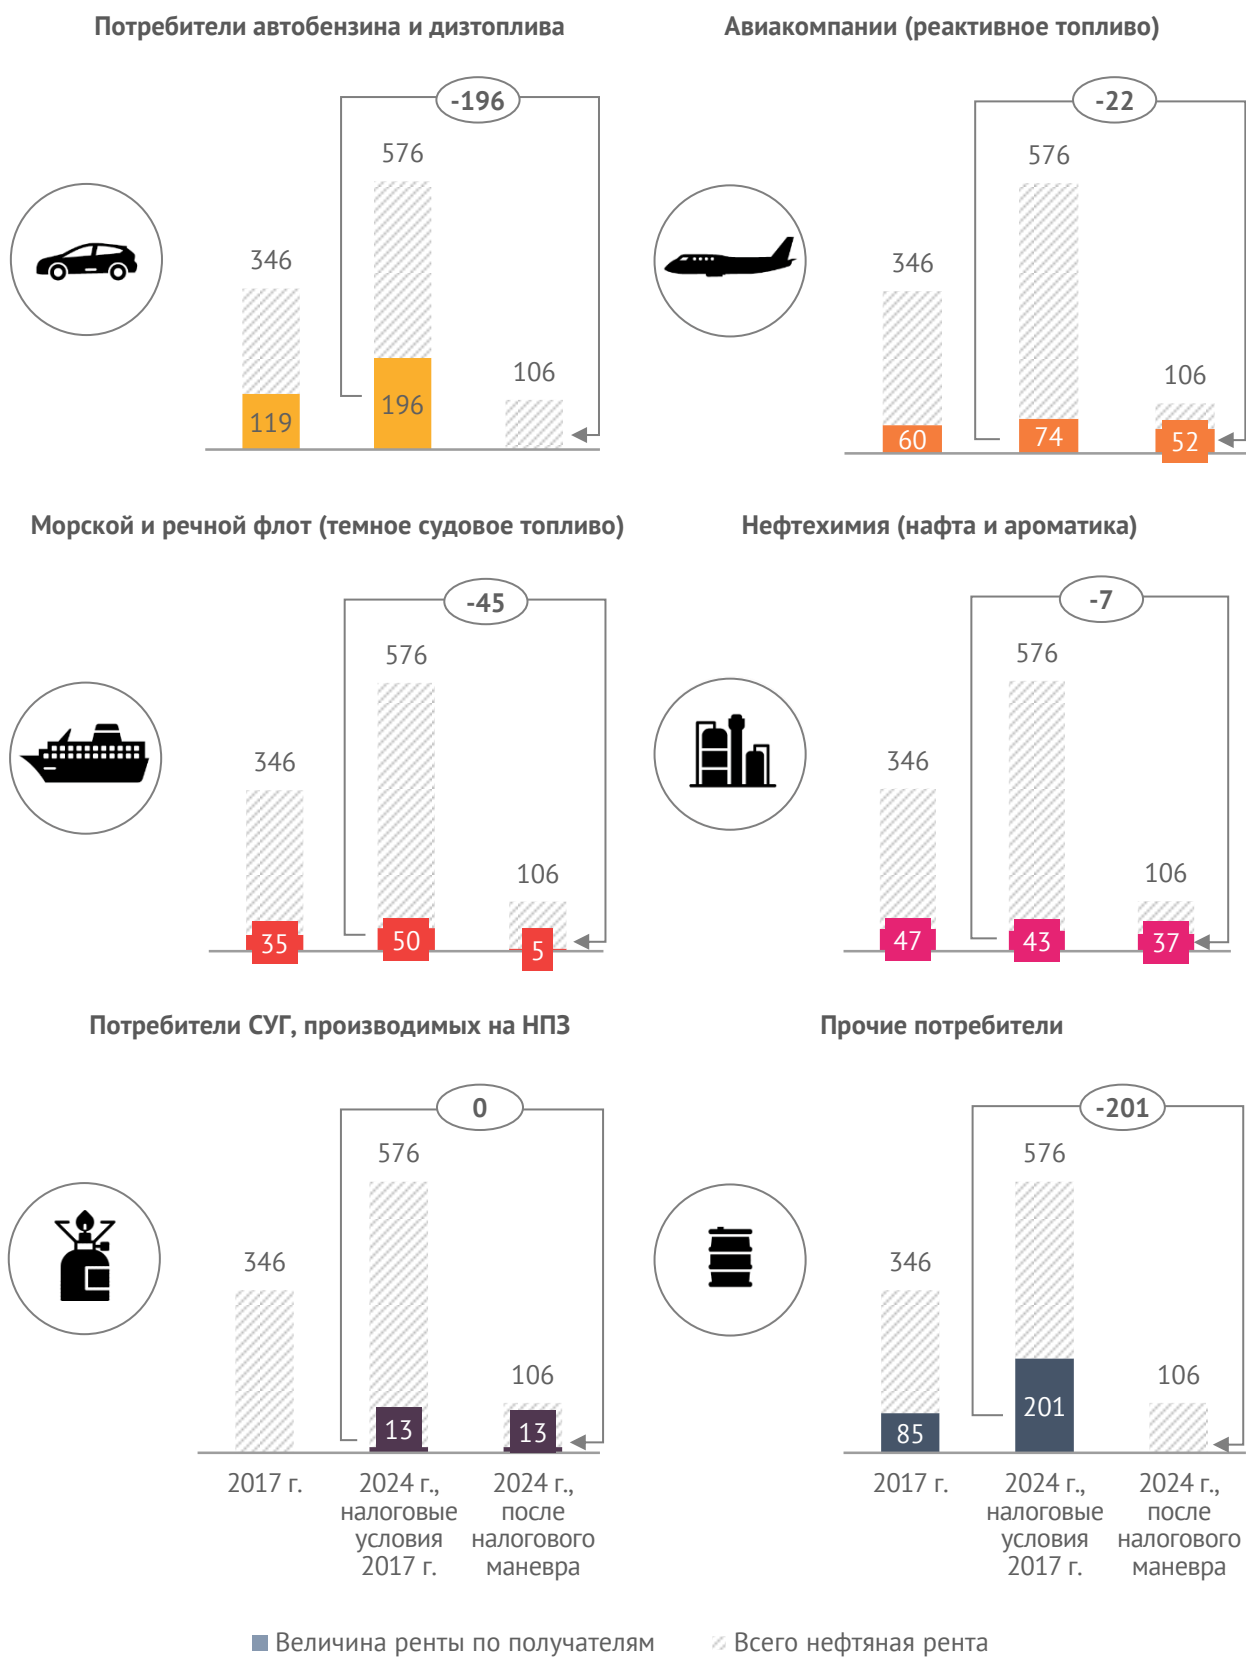 Потребители автобензина и дизтоплива
-196
576
346
106
119
196
Авиакомпании (реактивное топливо)
-22
576
346
106
60
74
52
Морской и речной флот (темное судовое топливо)
-45
576
346
106
35
50
5
Нефтехимия (нафта и ароматика)
-7
576
346
106
47
43
37
Потребители СУГ, производимых на НПЗ
0
576
346
106
13
13
2017 г.
2024 г.,
налоговые
условия
2017 г.
2024 г.,
после
налогового
маневра
Прочие потребители
-201
576
346
106
85
201
2017 г.
2024 г.,
налоговые
условия
2017 г.
2024 г.,
после
налогового
маневра
Величина ренты по получателям
Всего нефтяная рента